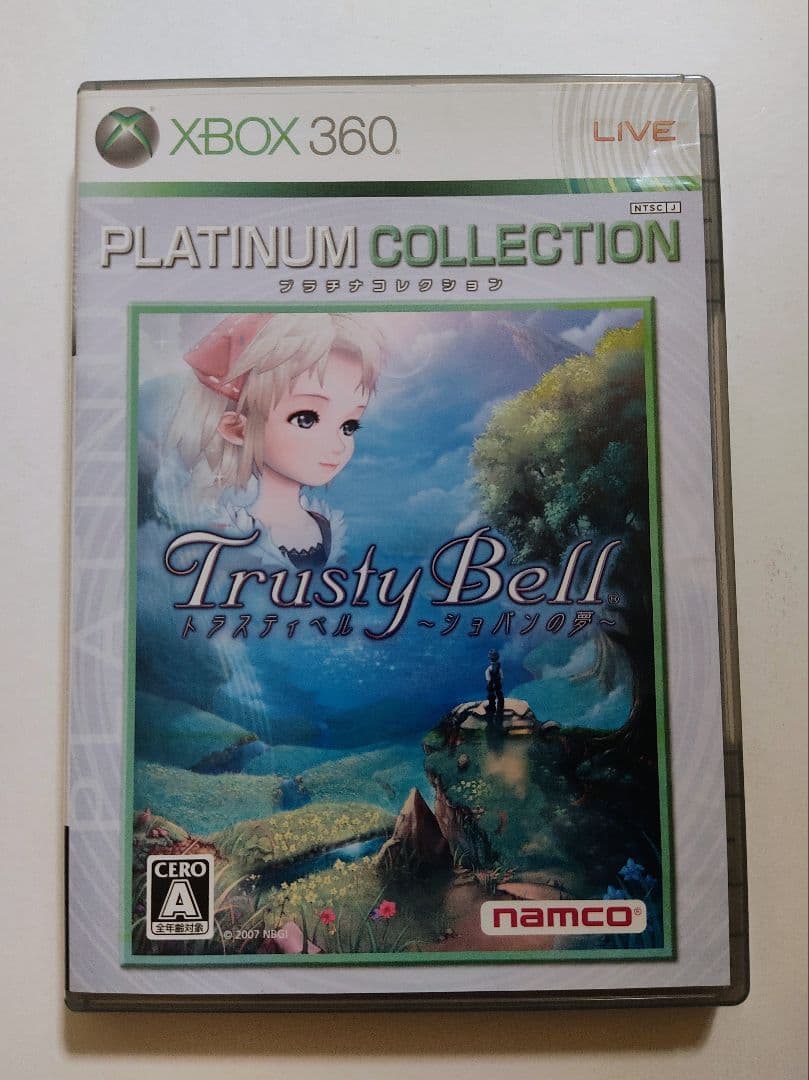 XBOX 360
LIVE
NTSC J
PLATINUM COLLECTION
プラチナコレクション
Trusty Bell®
トラスティベル ～ショパンの夢～
CERO
A
全年齢対象
© 2007 NBGI
namco®